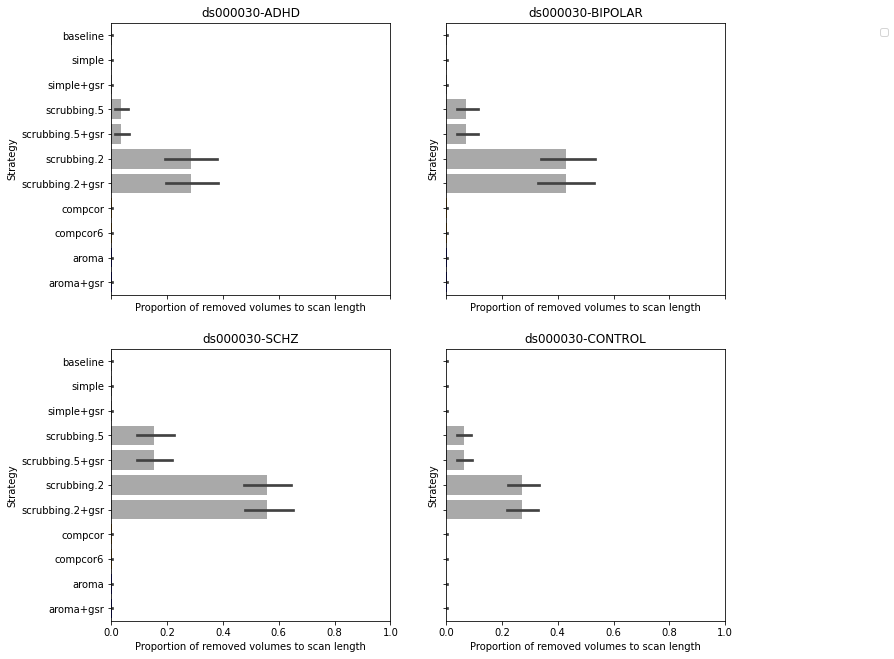 ds000030-ADHD
ds000030-BIPOLAR
Strategy
baseline
simple
simple+gsr
scrubbing.5
scrubbing.5+gsr
scrubbing.2
scrubbing.2+gsr
compcor
compcor6
aroma
aroma+gsr
Strategy
Proportion of removed volumes to scan length
Proportion of removed volumes to scan length
ds000030-SCHZ
ds000030-CONTROL
Strategy
baseline
simple
simple+gsr
scrubbing.5
scrubbing.5+gsr
scrubbing.2
scrubbing.2+gsr
compcor
compcor6
aroma
aroma+gsr
Strategy
0.0 0.2 0.4 0.6 0.8 1.0
0.0 0.2 0.4 0.6 0.8 1.0
Proportion of removed volumes to scan length
Proportion of removed volumes to scan length